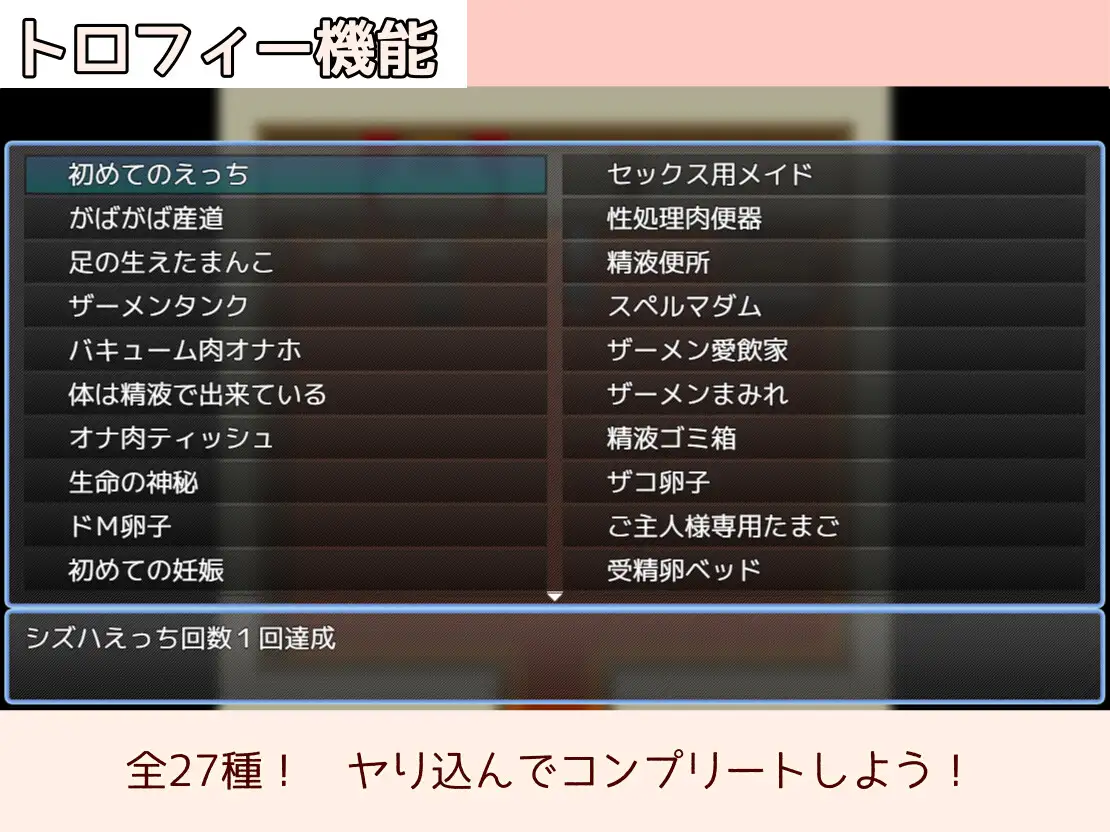 トロフィー機能
初めてのえっち
セックス用メイド
がばがば産道
性処理肉便器
足の生えたまんこ
精液便所
ザーメンタンク
スペルマダム
バキューム肉オナホ
ザーメン愛飲家
体は精液で出来ている
ザーメンまみれ
オナ肉ティッシュ
精液ゴミ箱
生命の神秘
ザコ卵子
ドM卵子
ご主人様専用たまご
初めての妊娠
受精卵ベッド
シズハえっち回数1回達成
全27種！　ヤり込んでコンプリートしよう！